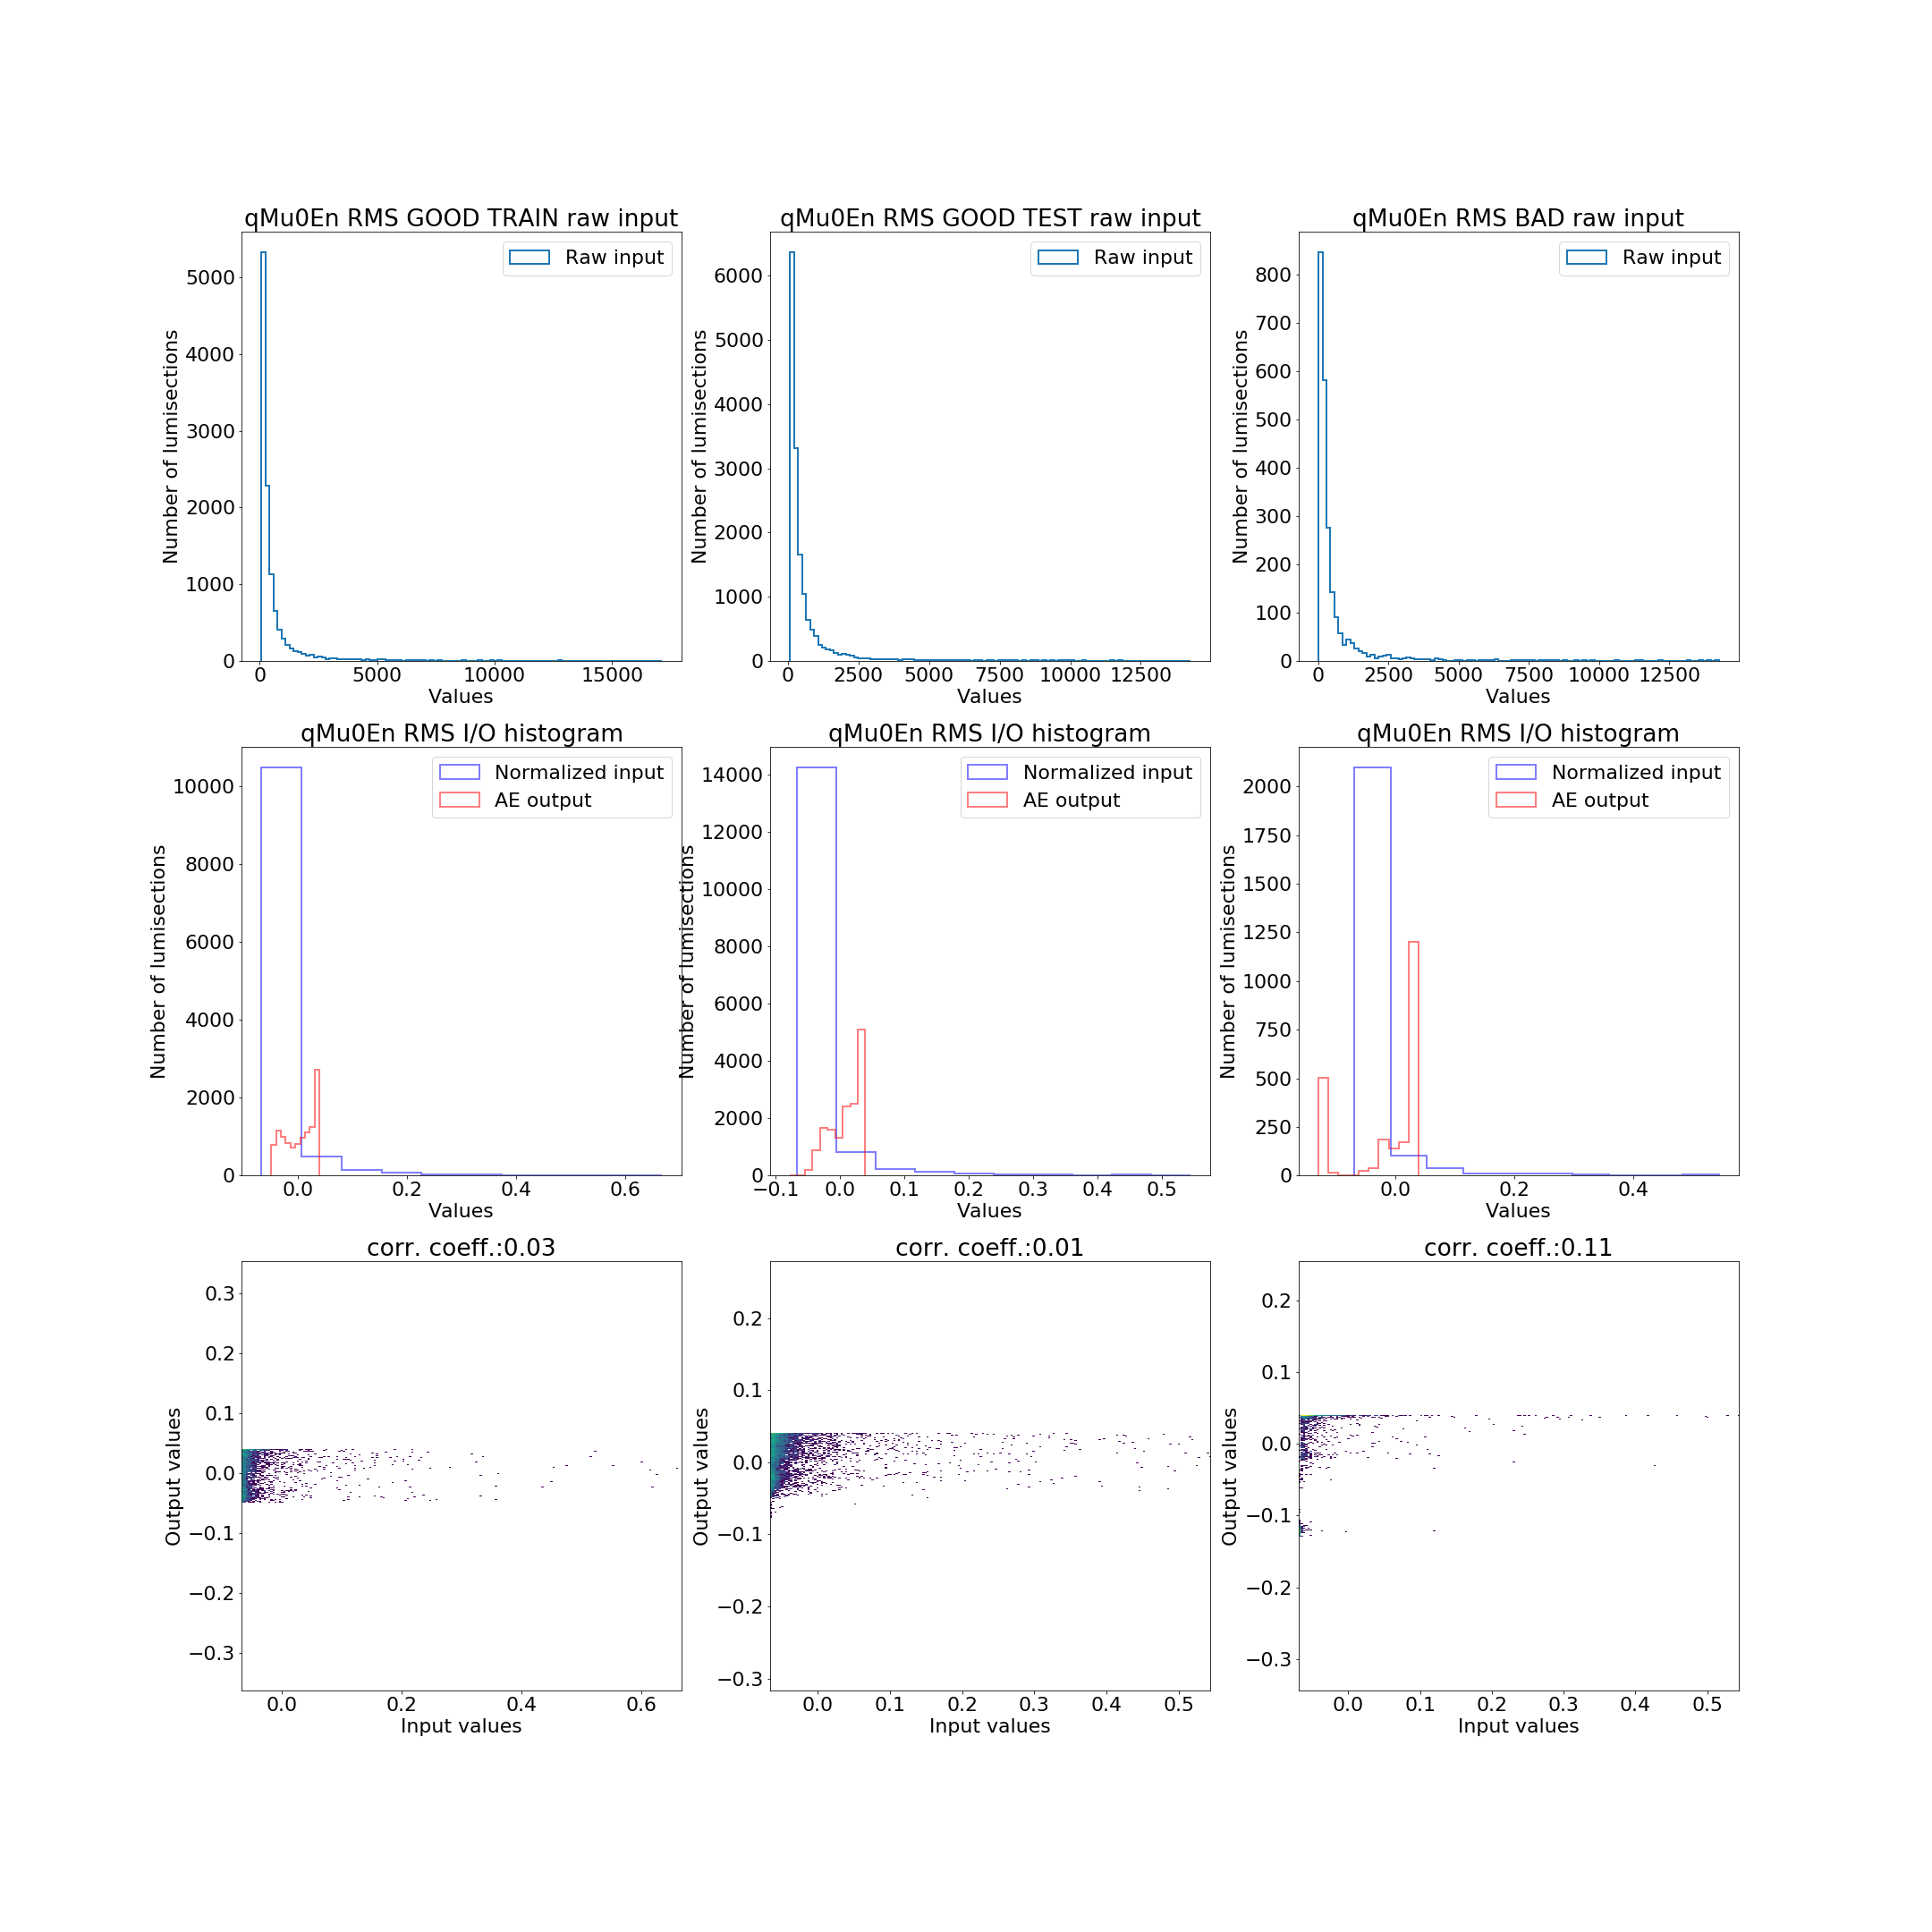 qMu0En RMS GOOD TRAIN raw input
Raw input
Number of lumisections
5000
4000
3000
2000
1000
0
0 5000 10000 15000
Values
qMu0En RMS GOOD TEST raw input
Raw input
Number of lumisections
6000
5000
4000
3000
2000
1000
0
0 2500 5000 7500 10000 12500
Values
qMu0En RMS BAD raw input
Raw input
Number of lumisections
800
700
600
500
400
300
200
100
0
0 2500 5000 7500 10000 12500
Values
qMu0En RMS I/O histogram
Normalized input
AE output
Number of lumisections
10000
8000
6000
4000
2000
0
0.0 0.2 0.4 0.6
Values
qMu0En RMS I/O histogram
Normalized input
AE output
Number of lumisections
14000
12000
10000
8000
6000
4000
2000
0
−0.1 0.0 0.1 0.2 0.3 0.4 0.5
Values
qMu0En RMS I/O histogram
Normalized input
AE output
Number of lumisections
2000
1750
1500
1250
1000
750
500
250
0
0.0 0.2 0.4
Values
corr. coeff.:0.03
Output values
0.3
0.2
0.1
0.0
−0.1
−0.2
−0.3
0.0 0.2 0.4 0.6
Input values
corr. coeff.:0.01
Output values
0.2
0.1
0.0
−0.1
−0.2
−0.3
0.0 0.1 0.2 0.3 0.4 0.5
Input values
corr. coeff.:0.11
Output values
0.2
0.1
0.0
−0.1
−0.2
−0.3
0.0 0.1 0.2 0.3 0.4 0.5
Input values